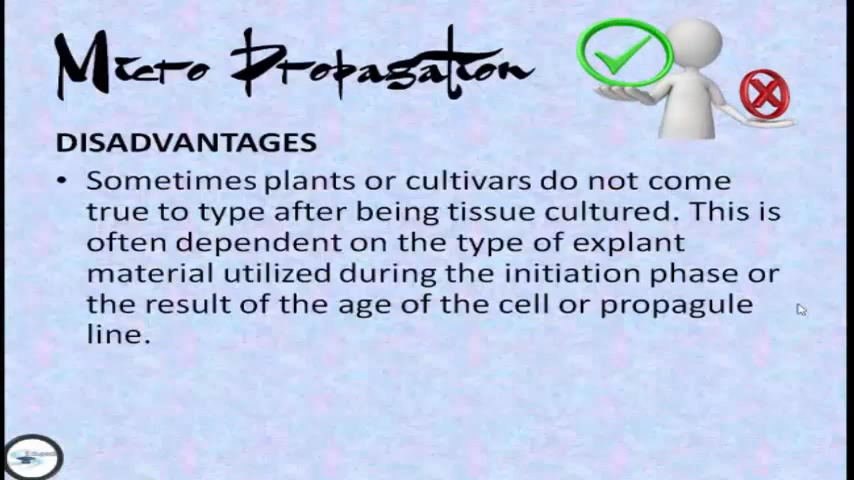 Micro Propagation
DISADVANTAGES
• Sometimes plants or cultivars do not come
true to type after being tissue cultured. This is
often dependent on the type of explant
material utilized during the initiation phase or
the result of the age of the cell or propagule
line.